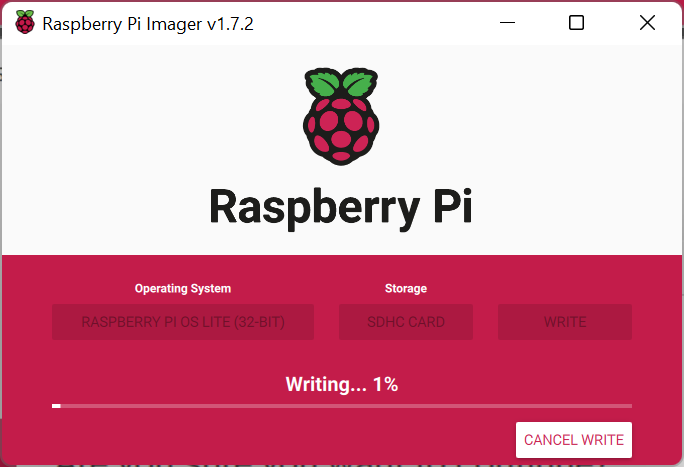 Raspberry Pi Imager v1.7.2
Raspberry Pi
Operating System
Storage
RASPBERRY PI OS LITE (32-BIT)
SDHC CARD
WRITE
Writing... 1%
CANCEL WRITE